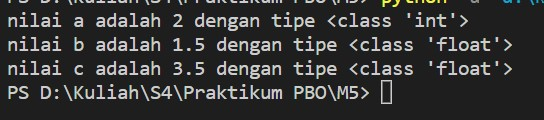 PS D:\Kuliah\S4\Praktikum PBO\M5> python
nilai a adalah 2 dengan tipe <class 'int'>
nilai b adalah 1.5 dengan tipe <class 'float'>
nilai c adalah 3.5 dengan tipe <class 'float'>
PS D:\Kuliah\S4\Praktikum PBO\M5>